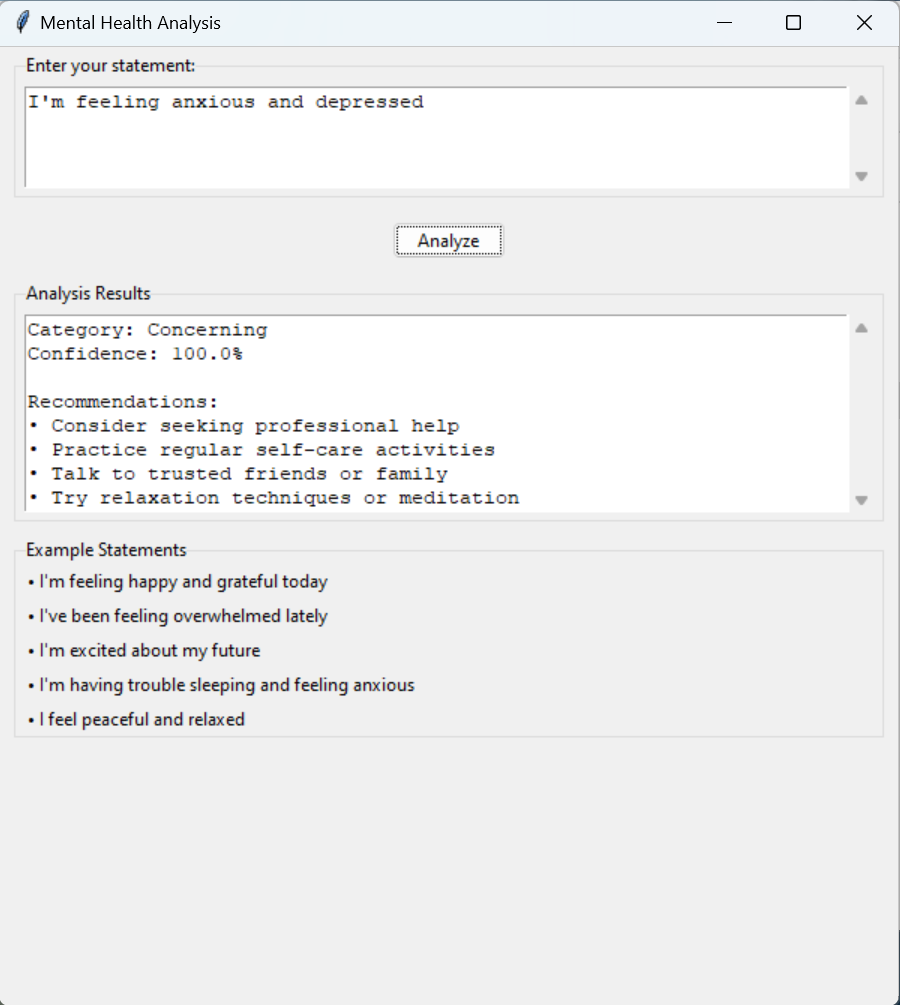 Mental Health Analysis
Enter your statement:
I'm feeling anxious and depressed
Analyze
Analysis Results
Category: Concerning
Confidence: 100.0%
Recommendations:
• Consider seeking professional help
• Practice regular self-care activities
• Talk to trusted friends or family
• Try relaxation techniques or meditation
Example Statements
• I'm feeling happy and grateful today
• I've been feeling overwhelmed lately
• I'm excited about my future
• I'm having trouble sleeping and feeling anxious
• I feel peaceful and relaxed